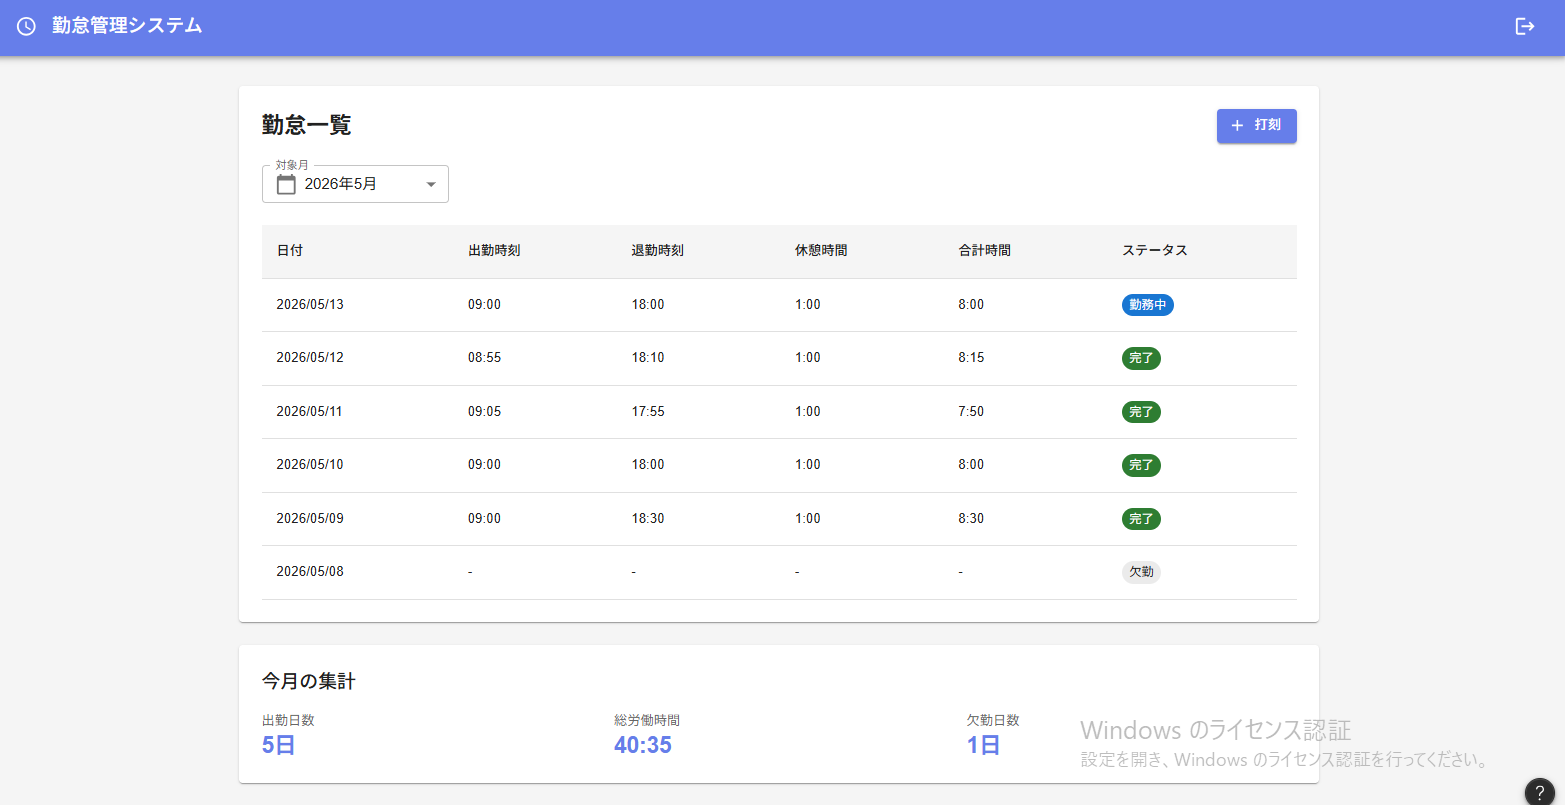 勤怠管理システム
勤怠一覧
+ 打刻
対象月
2026年5月
日付 出勤時刻 退勤時刻 休憩時間 合計時間 ステータス
2026/05/13 09:00 18:00 1:00 8:00 勤務中
2026/05/12 08:55 18:10 1:00 8:15 完了
2026/05/11 09:05 17:55 1:00 7:50 完了
2026/05/10 09:00 18:00 1:00 8:00 完了
2026/05/09 09:00 18:30 1:00 8:30 完了
2026/05/08 - - - - 欠勤
今月の集計
出勤日数 総労働時間 欠勤日数
5日 40:35 1日
Windows のライセンス認証
設定を開き、Windows のライセンス認証を行ってください。
?